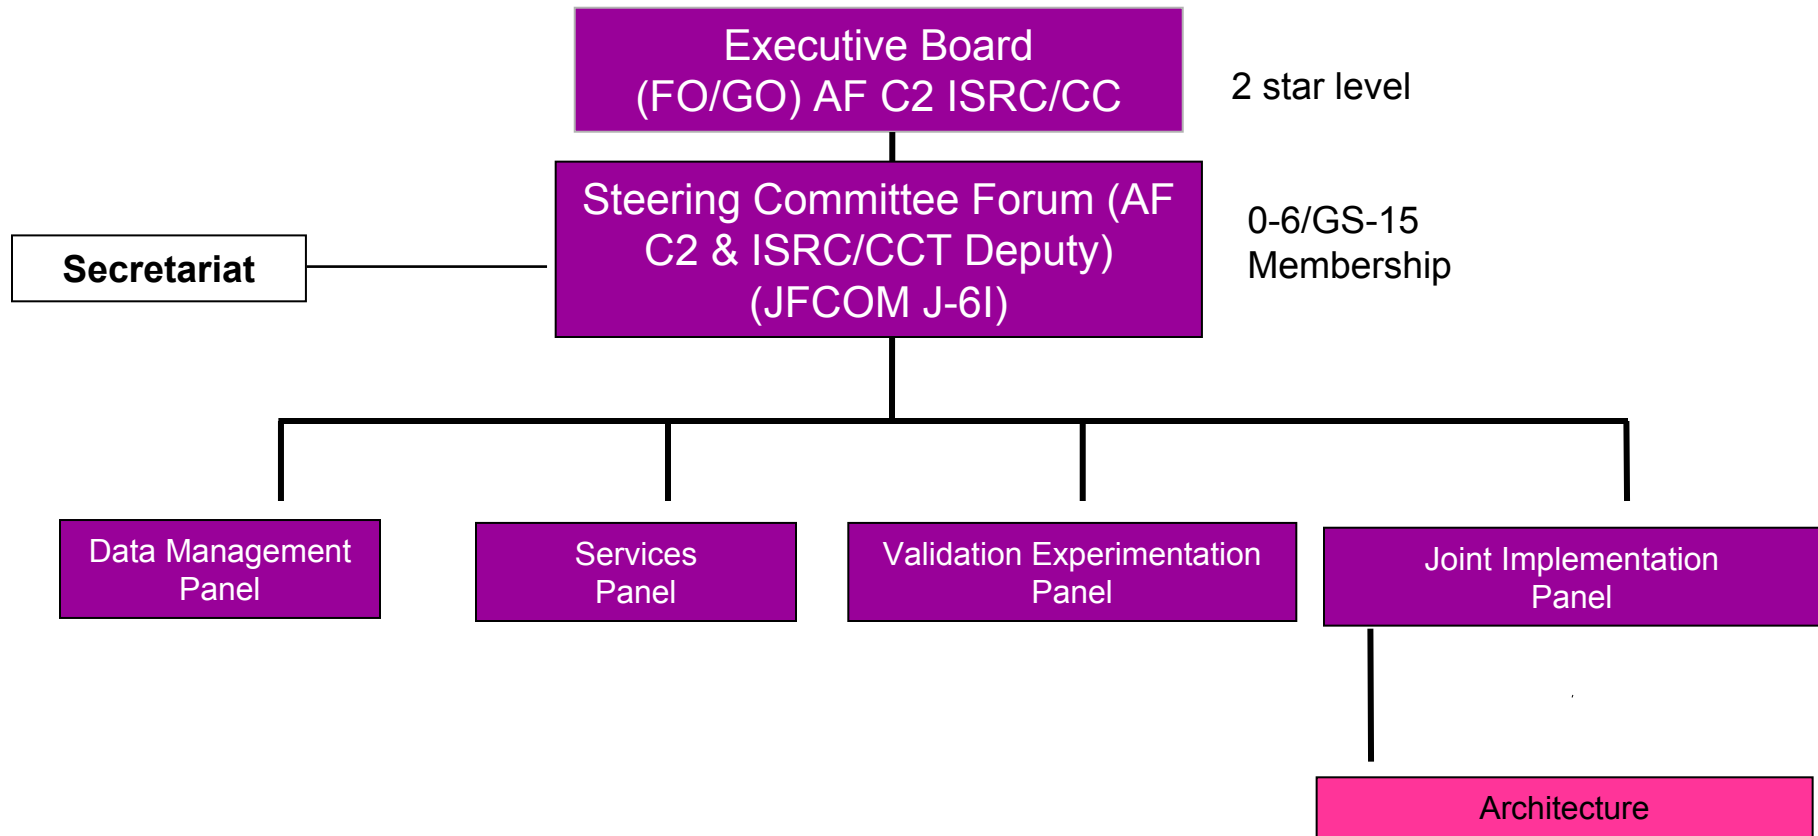 Executive Board
(FO/GO) AF C2 ISRC/CC
2 star level
Steering Committee Forum (AF
C2 & ISRC/CCT Deputy)
(JFCOM J-6I)
0-6/GS-15
Membership
Secretariat
Data Management
Panel
Services
Panel
Validation Experimentation
Panel
Joint Implementation
Panel
Architecture